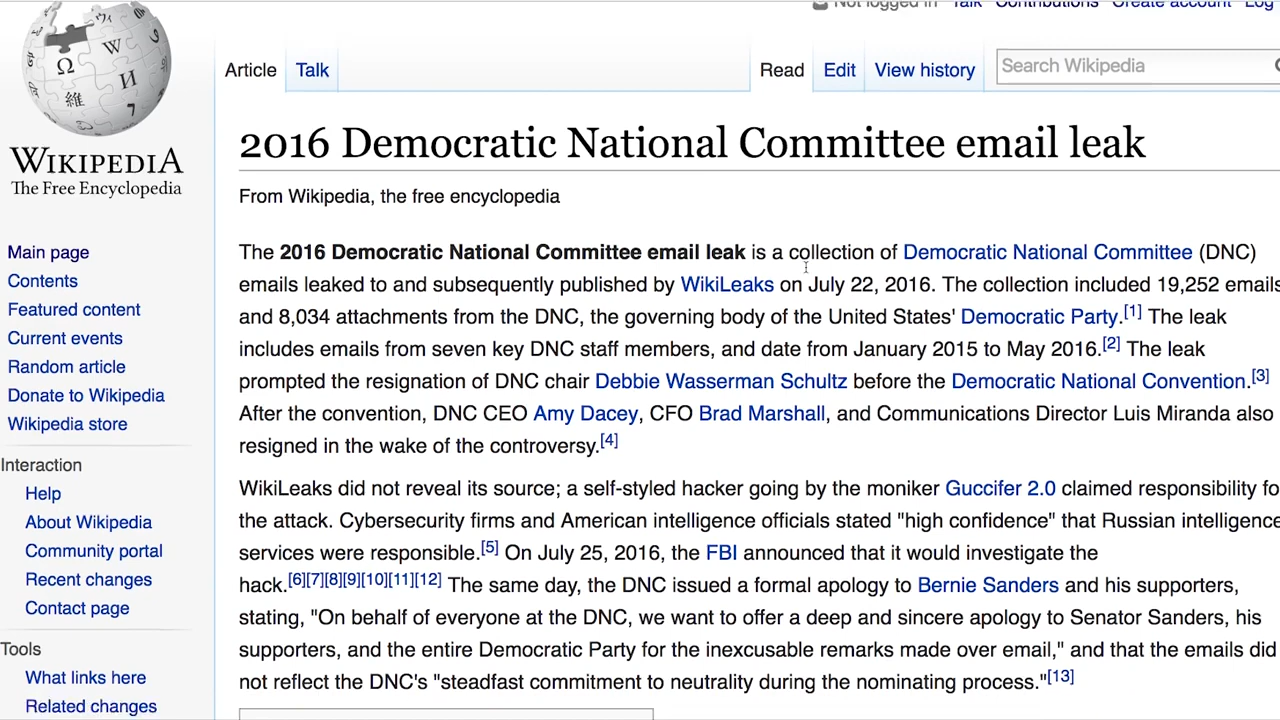 Not logged in Talk Contributions Create account Log
Article Talk Read Edit View history Search Wikipedia
WIKIPEDIA
The Free Encyclopedia
Main page
Contents
Featured content
Current events
Random article
Donate to Wikipedia
Wikipedia store
Interaction
Help
About Wikipedia
Community portal
Recent changes
Contact page
Tools
What links here
Related changes
2016 Democratic National Committee email leak
From Wikipedia, the free encyclopedia
The 2016 Democratic National Committee email leak is a collection of Democratic National Committee (DNC)
emails leaked to and subsequently published by WikiLeaks on July 22, 2016. The collection included 19,252 emails
and 8,034 attachments from the DNC, the governing body of the United States' Democratic Party.[1] The leak
includes emails from seven key DNC staff members, and date from January 2015 to May 2016.[2] The leak
prompted the resignation of DNC chair Debbie Wasserman Schultz before the Democratic National Convention.[3]
After the convention, DNC CEO Amy Dacey, CFO Brad Marshall, and Communications Director Luis Miranda also
resigned in the wake of the controversy.[4]
WikiLeaks did not reveal its source; a self-styled hacker going by the moniker Guccifer 2.0 claimed responsibility fo
the attack. Cybersecurity firms and American intelligence officials stated "high confidence" that Russian intelligence
services were responsible.[5] On July 25, 2016, the FBI announced that it would investigate the
hack.[6][7][8][9][10][11][12] The same day, the DNC issued a formal apology to Bernie Sanders and his supporters,
stating, "On behalf of everyone at the DNC, we want to offer a deep and sincere apology to Senator Sanders, his
supporters, and the entire Democratic Party for the inexcusable remarks made over email," and that the emails did
not reflect the DNC's "steadfast commitment to neutrality during the nominating process."[13]